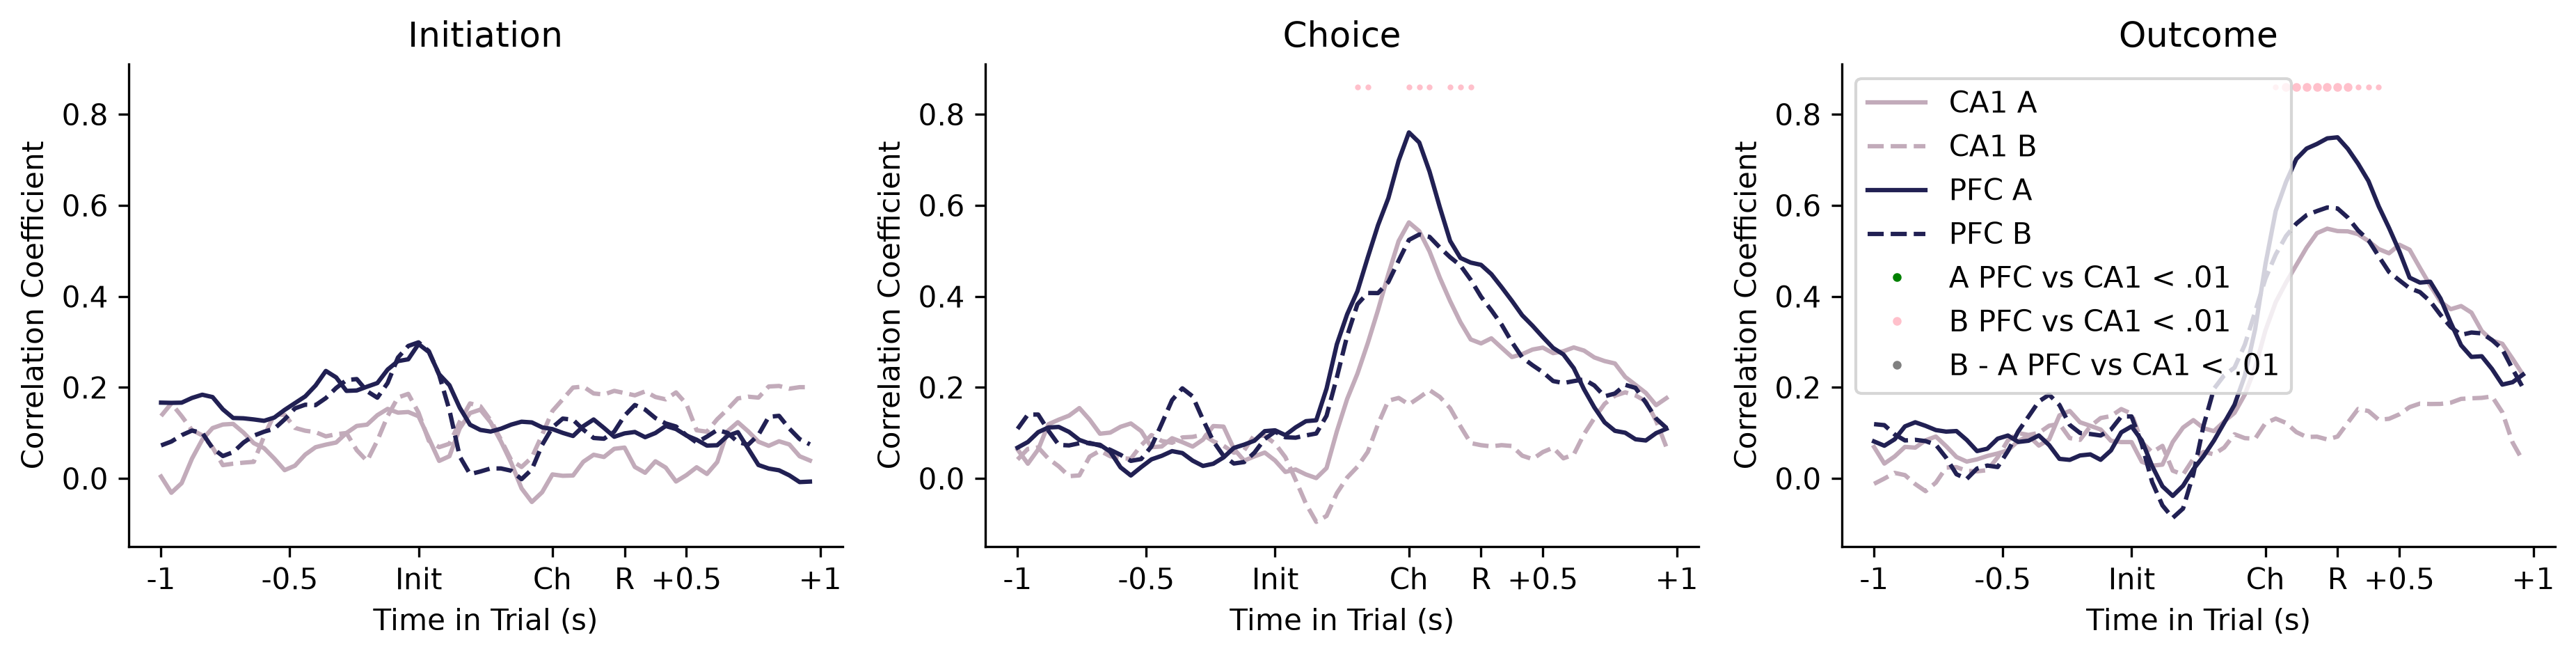 Initiation
Correlation Coefficient
0.8
0.6
0.4
0.2
0.0
-1 -0.5 Init Ch R +0.5 +1
Time in Trial (s)
Choice
Correlation Coefficient
0.8
0.6
0.4
0.2
0.0
-1 -0.5 Init Ch R +0.5 +1
Time in Trial (s)
Outcome
Correlation Coefficient
0.8
0.6
0.4
0.2
0.0
CA1 A
CA1 B
PFC A
PFC B
A PFC vs CA1 < .01
B PFC vs CA1 < .01
B - A PFC vs CA1 < .01
-1 -0.5 Init Ch R +0.5 +1
Time in Trial (s)